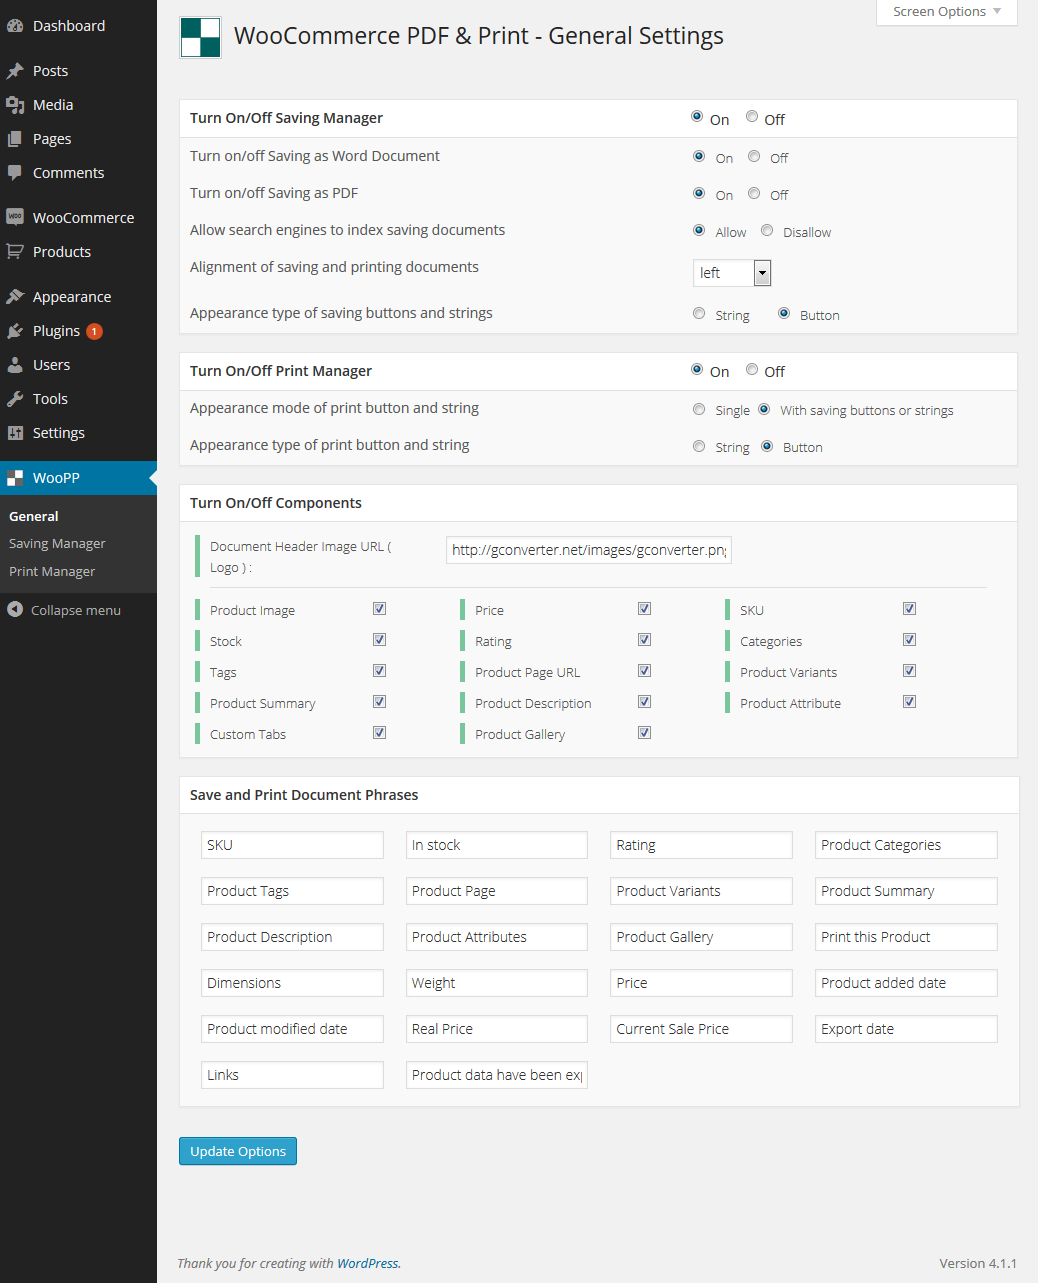 Screen Options
Dashboard
Posts
Media
Pages
Comments
WooCommerce
Products
Appearance
Plugins 1
Users
Tools
Settings
WooPP
General
Saving Manager
Print Manager
Collapse menu
WooCommerce PDF & Print - General Settings
Turn On/Off Saving Manager On Off
Turn on/off Saving as Word Document On Off
Turn on/off Saving as PDF On Off
Allow search engines to index saving documents Allow Disallow
Alignment of saving and printing documents left
Appearance type of saving buttons and strings String Button
Turn On/Off Print Manager On Off
Appearance mode of print button and string Single With saving buttons or strings
Appearance type of print button and string String Button
Turn On/Off Components
Document Header Image URL (
Logo ) :
http://gconverter.net/images/gconverter.png
Product Image Price SKU
Stock Rating Categories
Tags Product Page URL Product Variants
Product Summary Product Description Product Attribute
Custom Tabs Product Gallery
Save and Print Document Phrases
SKU In stock Rating Product Categories
Product Tags Product Page Product Variants Product Summary
Product Description Product Attributes Product Gallery Print this Product
Dimensions Weight Price Product added date
Product modified date Real Price Current Sale Price Export date
Links Product data have been exp
Update Options
Thank you for creating with WordPress.
Version 4.1.1